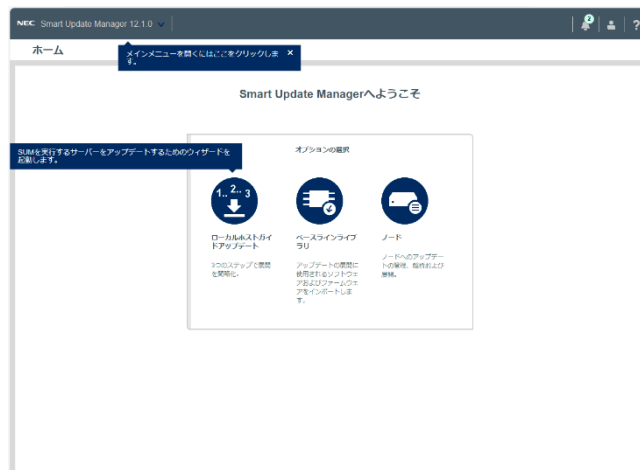 NEC Smart Update Manager 12.1.0
2
?
ホーム
メインメニューを開くにはここをクリックしま ×
す。
Smart Update Managerへようこそ
SUMを実行するサーバーをアップデートするためのウィザードを
起動します。
オプションの選択
1.. 2.. 3
ローカルホストガイ
ドアップデート
ベースラインライブ
ラリ
ノード
3つのステップで展開
を簡略化。
アップデートの展開に
使用されるソフトウェ
アおよびファームウェ
アをインポートしま
す。
ノードへのアップデー
トの管理、編集および
展開。